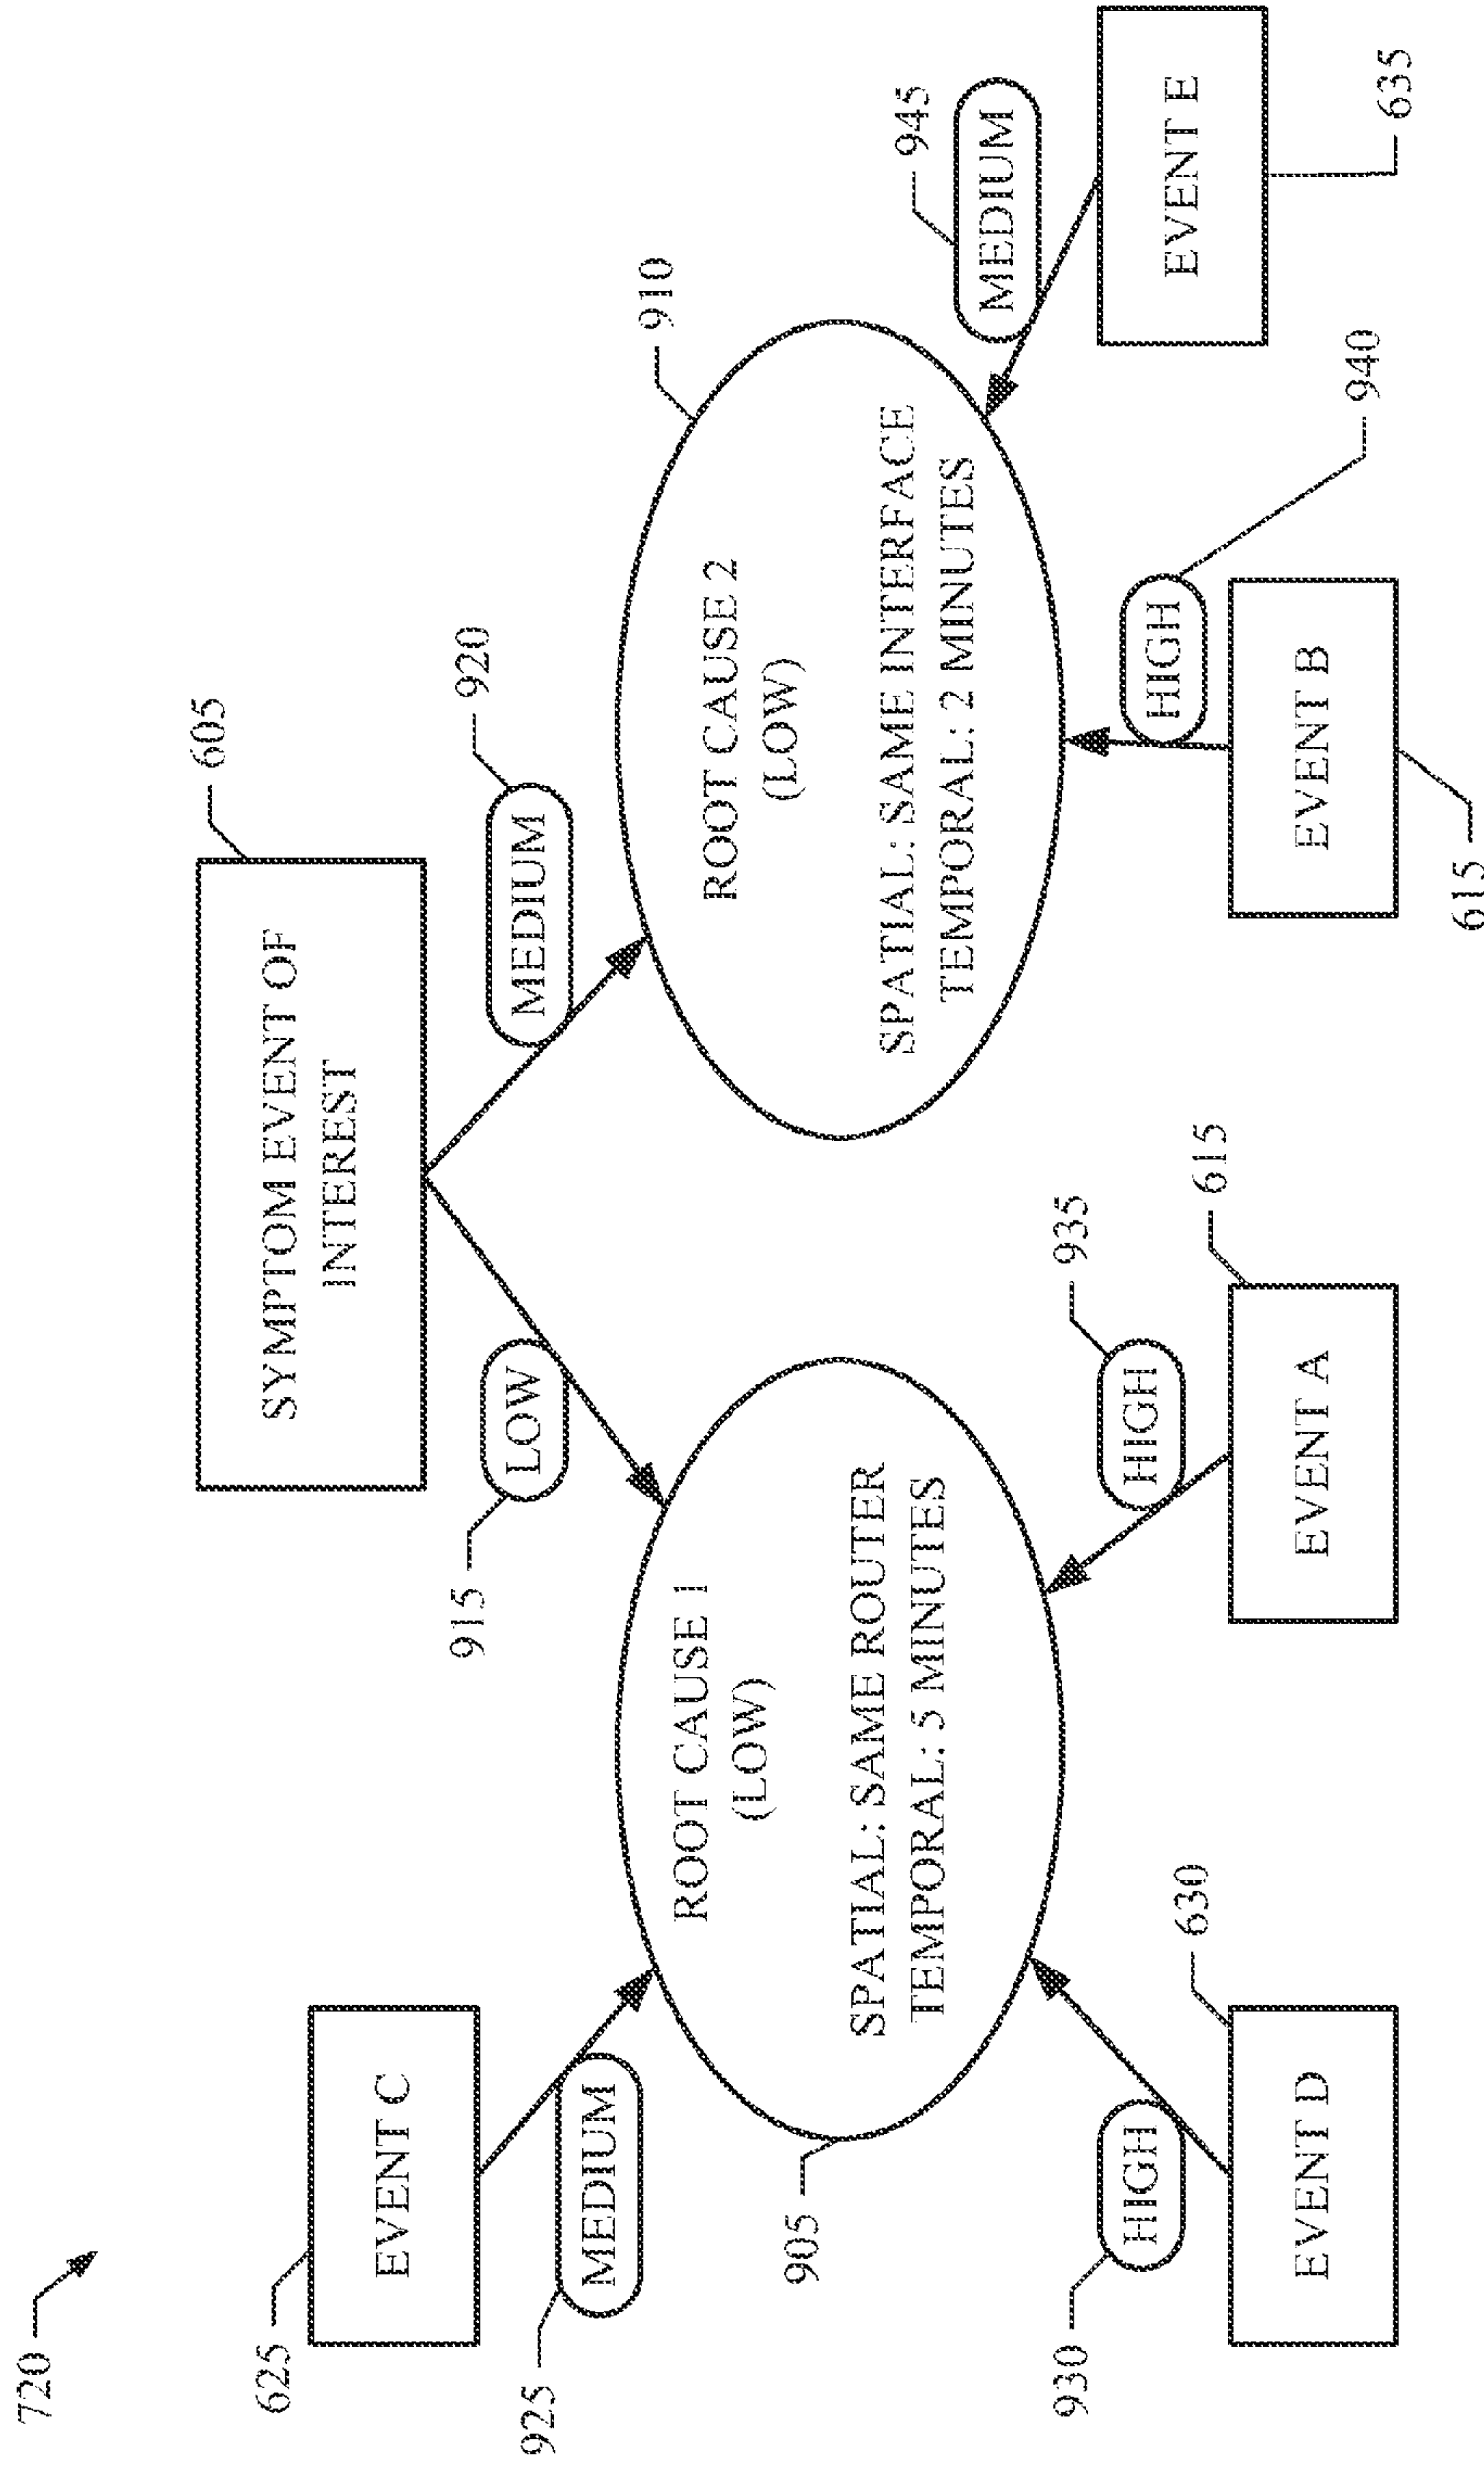 720
605
SYMPTOM EVENT OF
INTEREST
625
EVENT C
925
MEDIUM
915
LOW
920
MEDIUM
905
ROOT CAUSE 1
(LOW)
SPATIAL: SAME ROUTER
TEMPORAL: 5 MINUTES
910
ROOT CAUSE 2
(LOW)
SPATIAL: SAME INTERFACE
TEMPORAL: 2 MINUTES
930
HIGH
630
EVENT D
935
HIGH
615
EVENT A
HIGH
940
EVENT B
615
945
MEDIUM
EVENT E
635